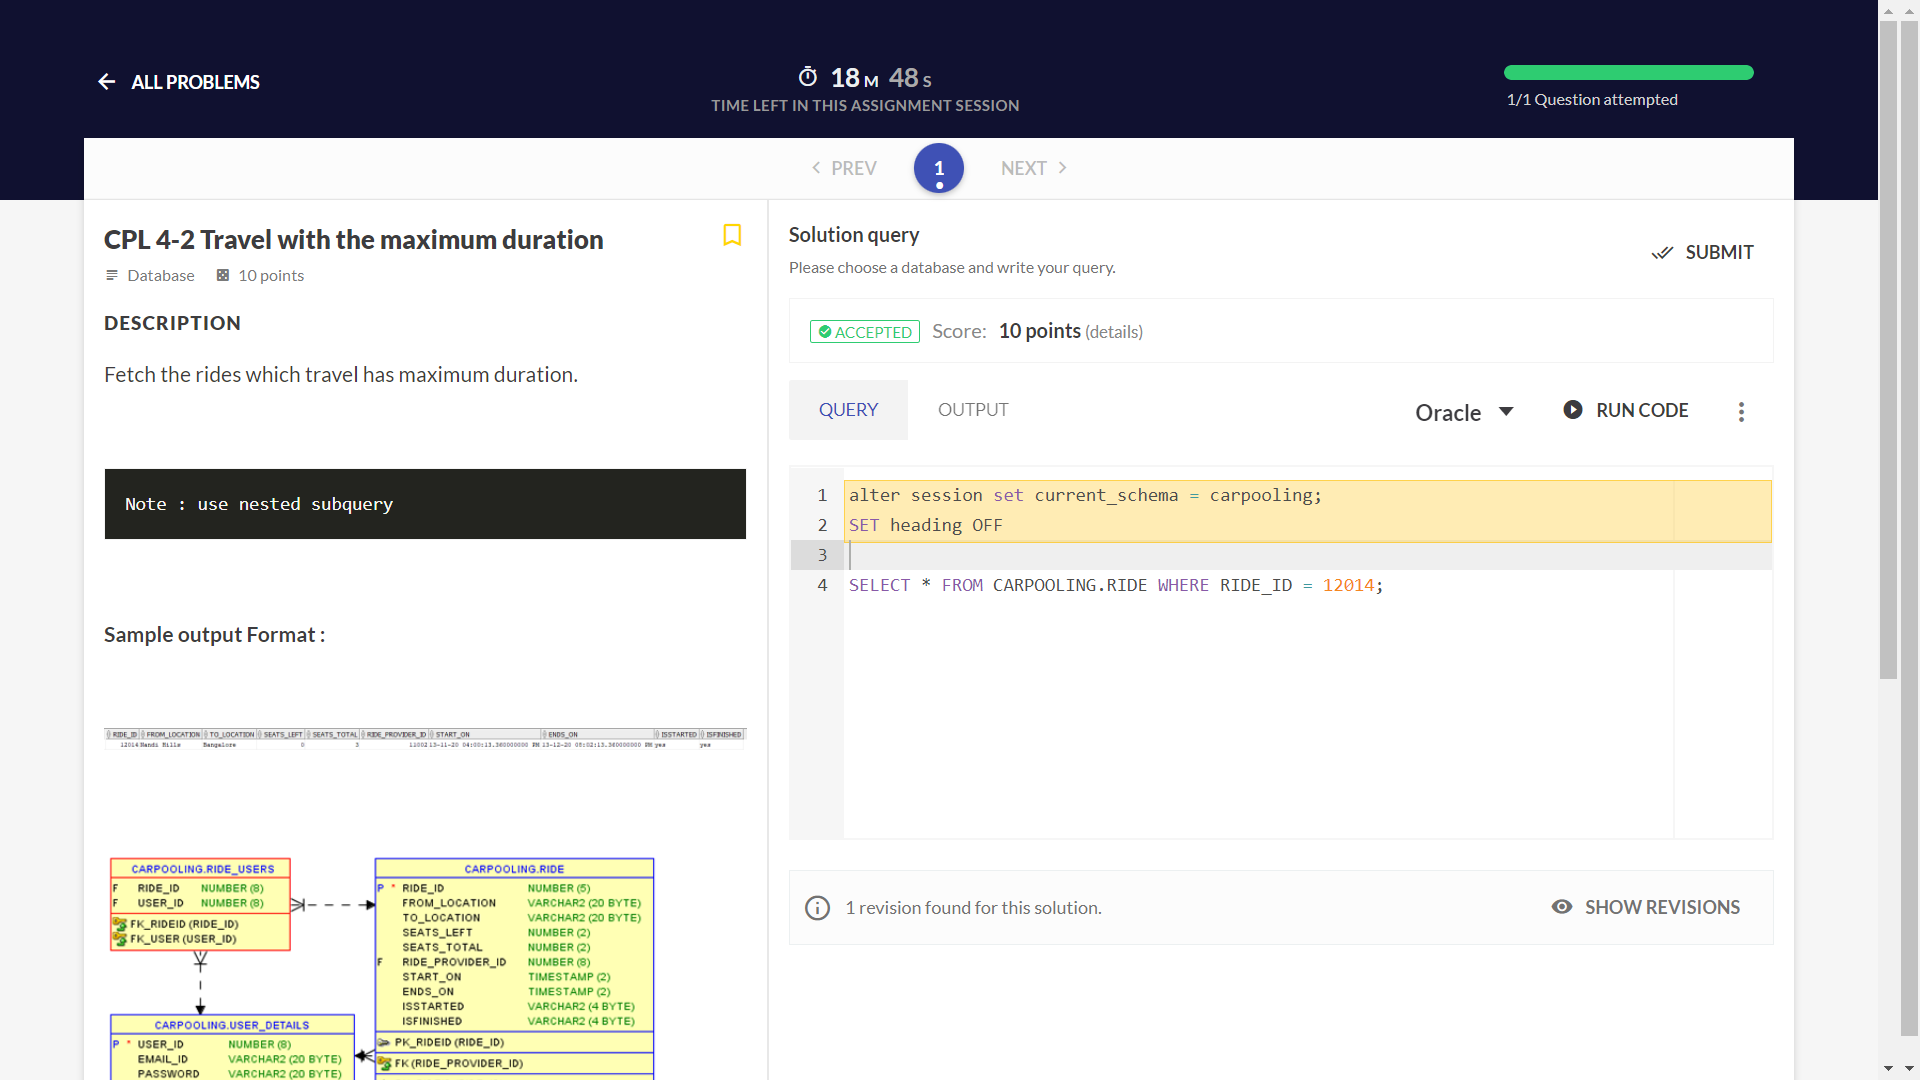 ALL PROBLEMS
18 M 48 S
TIME LEFT IN THIS ASSIGNMENT SESSION
1/1 Question attempted
PREV
1
NEXT
CPL 4-2 Travel with the maximum duration
Database
10 points
DESCRIPTION
Fetch the rides which travel has maximum duration.
Note : use nested subquery
Sample output Format :
RIDE_ID FROM_LOCATION TO_LOCATION SEATS_LEFT SEATS_TOTAL RIDE_PROVIDER_ID START_ON ENDS_ON ISSTARTED ISFINISHED
12014 Nandi Hills Bangalore 0 3 11002 13-11-20 04:00:13.360000000 PM 13-12-20 08:02:13.360000000 PM yes yes
CARPOOLING.RIDE_USERS
F RIDE_ID NUMBER (8)
F USER_ID NUMBER (8)
FK_RIDEID (RIDE_ID)
FK_USER (USER_ID)
CARPOOLING.RIDE
P * RIDE_ID NUMBER (5)
FROM_LOCATION VARCHAR2 (20 BYTE)
TO_LOCATION VARCHAR2 (20 BYTE)
SEATS_LEFT NUMBER (2)
SEATS_TOTAL NUMBER (2)
F RIDE_PROVIDER_ID NUMBER (8)
START_ON TIMESTAMP (2)
ENDS_ON TIMESTAMP (2)
ISSTARTED VARCHAR2 (4 BYTE)
ISFINISHED VARCHAR2 (4 BYTE)
PK_RIDEID (RIDE_ID)
FK (RIDE_PROVIDER_ID)
CARPOOLING.USER_DETAILS
P * USER_ID NUMBER (8)
EMAIL_ID VARCHAR2 (20 BYTE)
PASSWORD VARCHAR2 (20 BYTE)
Solution query
Please choose a database and write your query.
SUBMIT
ACCEPTED Score: 10 points (details)
QUERY
OUTPUT
Oracle
RUN CODE
1 alter session set current_schema = carpooling;
2 SET heading OFF
3
4 SELECT * FROM CARPOOLING.RIDE WHERE RIDE_ID = 12014;
1 revision found for this solution.
SHOW REVISIONS